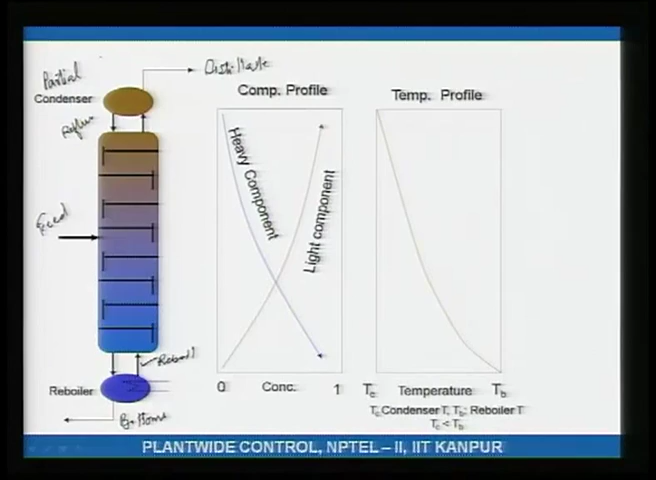 Partial
Condenser
Distillate
Reflux
Feed
Reboil
Reboiler
Bottoms
Comp. Profile
Heavy Component
Light component
0 Conc. 1
Temp. Profile
Tc Temperature Tb
Tc Condenser T, Tb: Reboiler T
Tc < Tb
PLANTWIDE CONTROL, NPTEL – II, IIT KANPUR